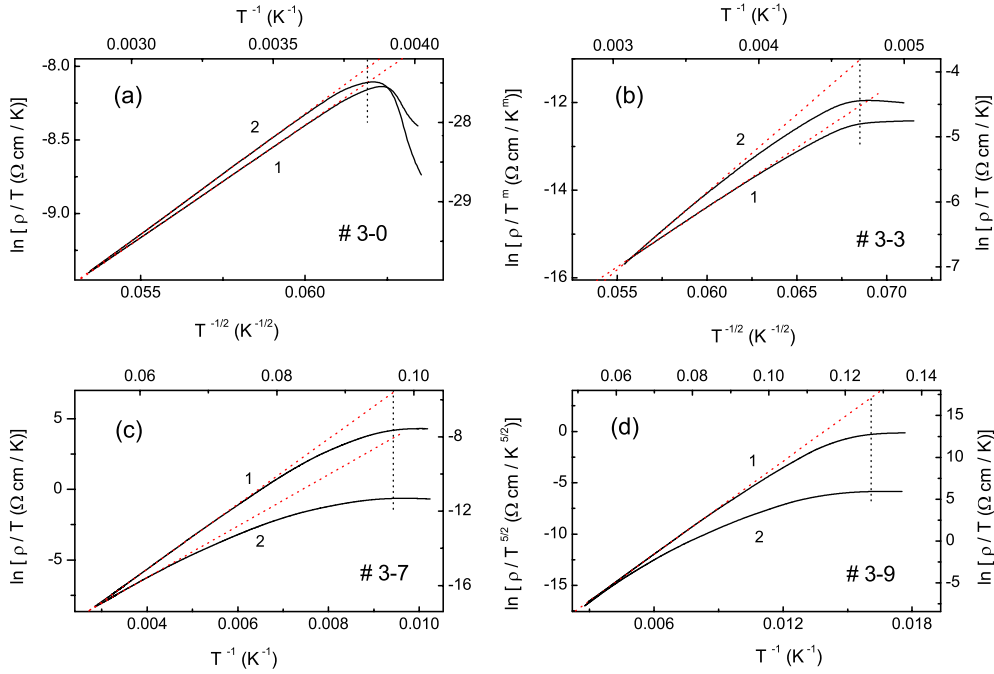 T -1 (K-1)
0.0030 0.0035 0.0040
-8.0
-8.5
-9.0
ln [ ρ / T (Ω cm / K)]
(a)
2
1
# 3-0
-28
-29
ln [ ρ / T (Ω cm / K)]
0.055 0.060
T -1/2 (K-1/2)
T -1 (K-1)
0.003 0.004 0.005
-12
-14
-16
ln [ ρ / T m (Ω cm / K m)]
(b)
2
1
# 3-3
-4
-5
-6
-7
ln [ ρ / T (Ω cm / K)]
0.055 0.060 0.065 0.070
T -1/2 (K-1/2)
0.06 0.08 0.10
5
0
-5
ln [ ρ / T (Ω cm / K)]
(c)
1
2
# 3-7
-8
-12
-16
0.004 0.006 0.008 0.010
T -1 (K-1)
0.06 0.08 0.10 0.12 0.14
0
-5
-10
-15
ln [ ρ / T 5/2 (Ω cm / K 5/2)]
(d)
1
2
# 3-9
15
10
5
0
-5
ln [ ρ / T (Ω cm / K)]
0.006 0.012 0.018
T -1 (K-1)